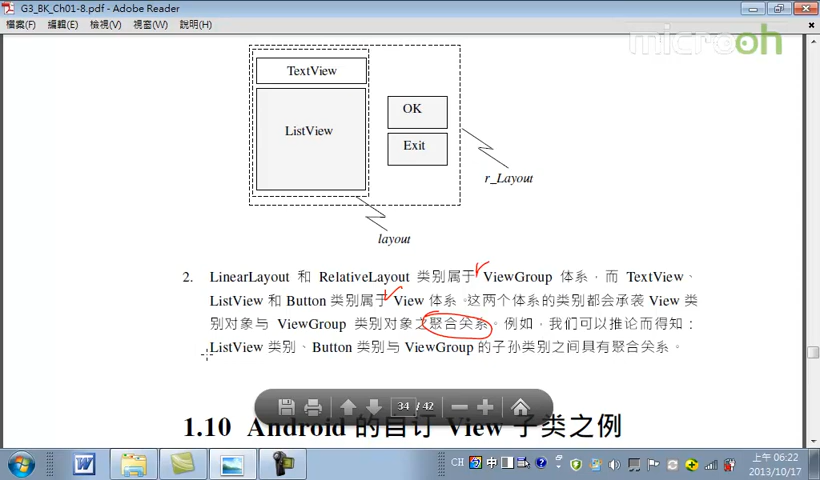 G3_BK_Ch01-8.pdf - Adobe Reader
檔案(F) 編輯(E) 檢視(V) 視窗(W) 說明(H)
microoh
TextView
ListView
OK
Exit
r_Layout
layout
2. LinearLayout 和 RelativeLayout 类别属于 ViewGroup 体系，而 TextView、
ListView 和 Button 类别属于 View 体系。这两个体系的类别都会承袭 View 类
别对象与 ViewGroup 类别对象之聚合关系。例如，我们可以推论而得知：
ListView 类别、Button 类别与 ViewGroup 的子孙类别之间具有聚合关系。
34 / 42
1.10 Android 的自订 View 子类之例
CH 中
上午 06:22
2013/10/17